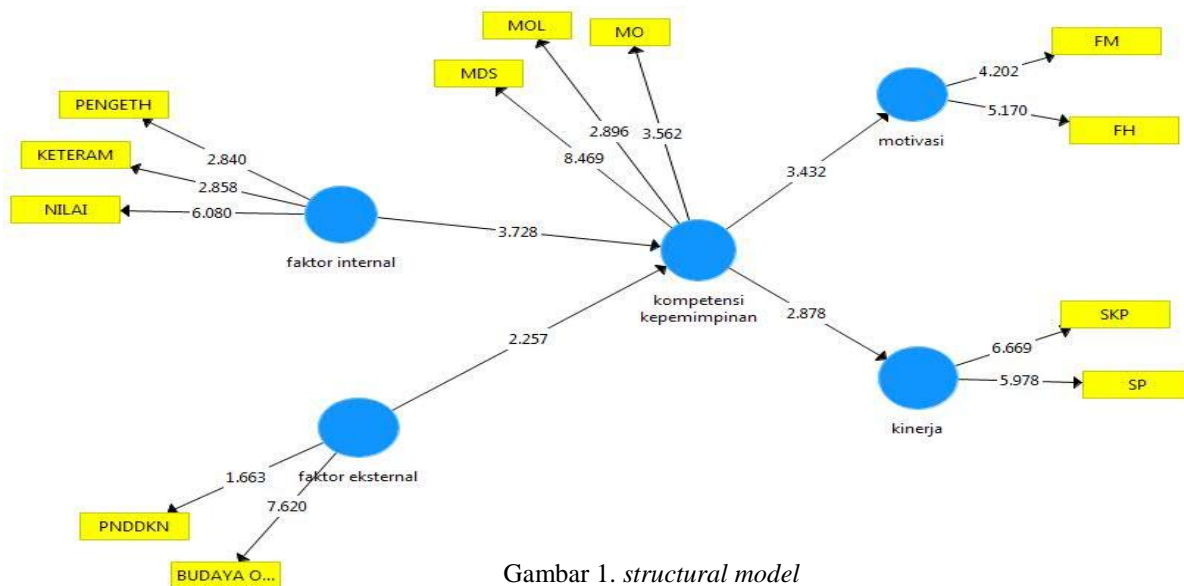 MOL
MO
FM
MDS
4.202
PENGETH
5.170
FH
2.896
3.562
motivasi
KETERAM
2.840
8.469
3.432
2.858
NILAI
6.080
3.728
faktor internal
kompetensi
kepemimpinan
2.878
SKP
2.257
6.669
5.978
SP
kinerja
faktor eksternal
1.663
7.620
PNDDKN
BUDAYA O...
Gambar 1. structural model